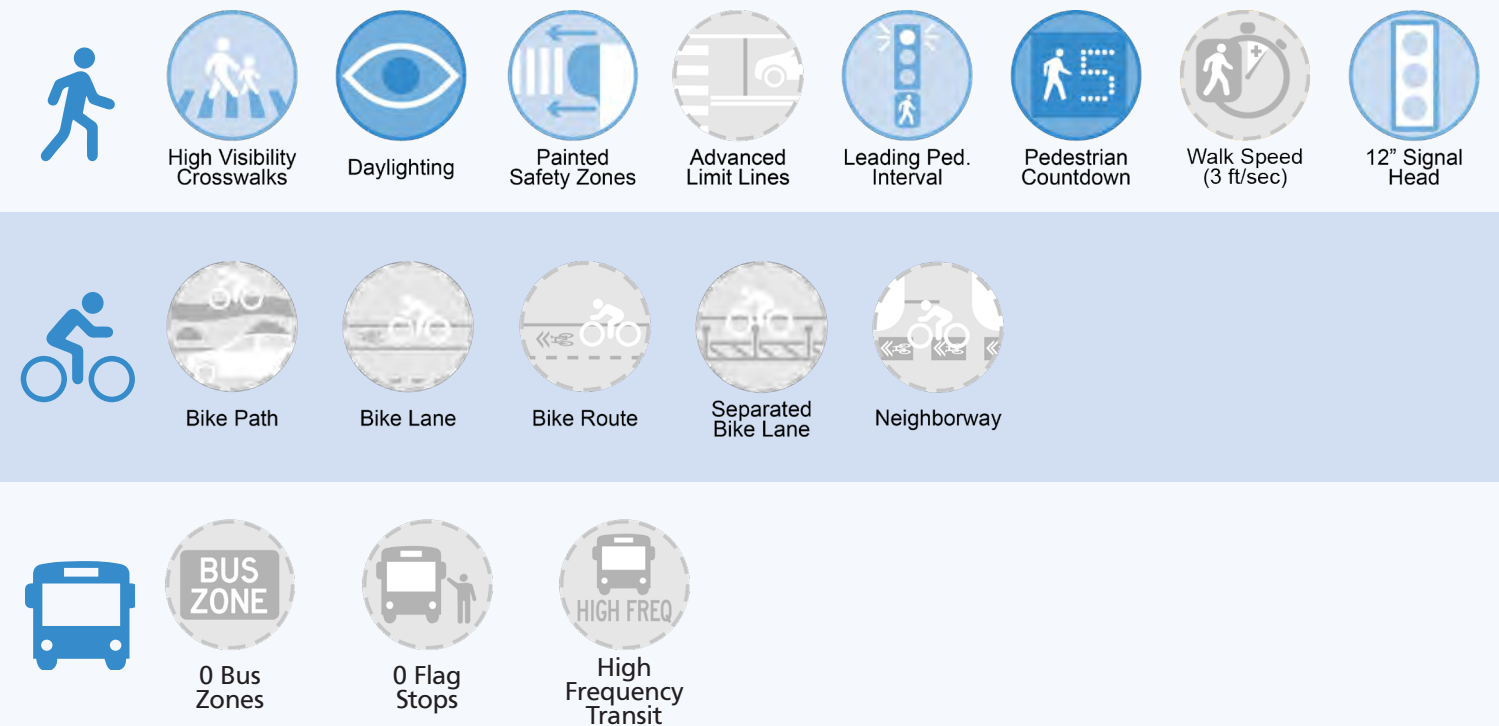 5
High Visibility
Crosswalks
Daylighting
Painted
Safety Zones
Advanced
Limit Lines
Leading Ped.
Interval
Pedestrian
Countdown
Walk Speed
(3 ft/sec)
12” Signal
Head
Bike Path
Bike Lane
Bike Route
Separated
Bike Lane
Neighborway
BUS
ZONE
HIGH FREQ
0 Bus
Zones
0 Flag
Stops
High
Frequency
Transit